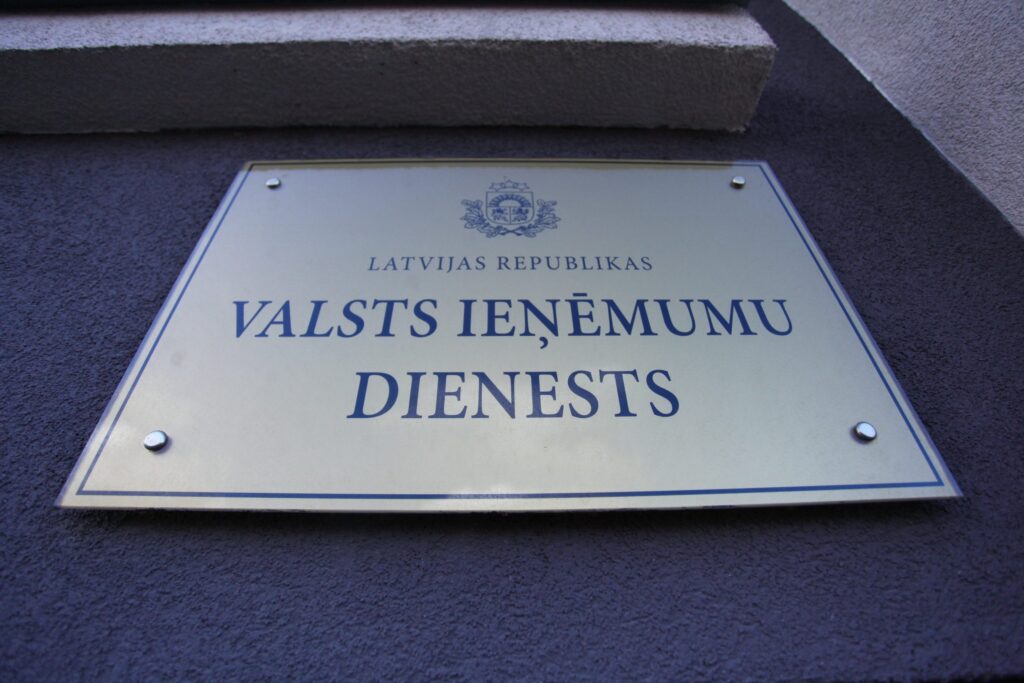 LATVIJAS REPUBLIKAS
VALSTS IEŅĒMUMU
DIENESTS